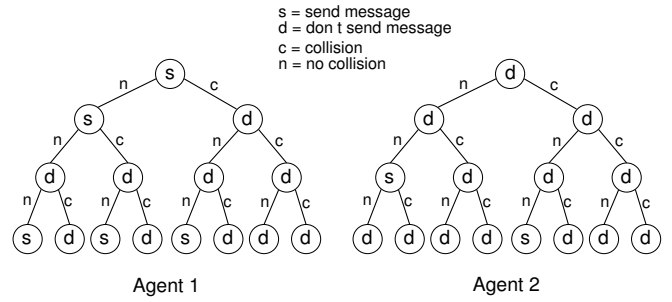 s = send message
d = don t send message
c = collision
n = no collision
s d
n c n c
s d d d
n c n c n c n c
d d d d s d d d
n c n c n c n c n c n c n c n c
s d s d s d d d d d d d s d d d
Agent 1 Agent 2